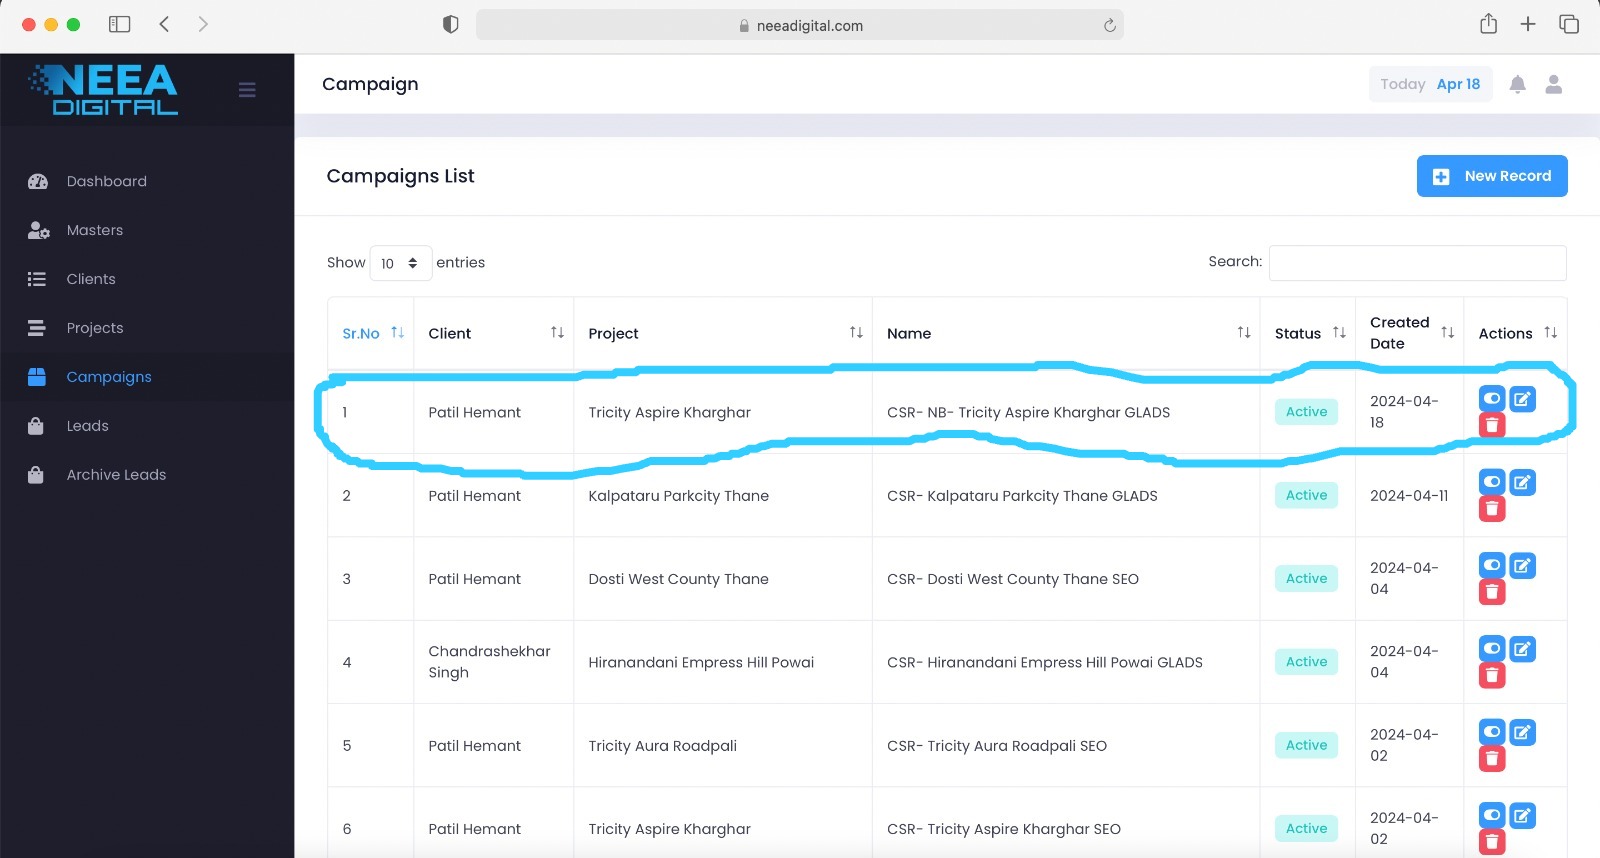 neeadigital.com
NEEA
DIGITAL
Campaign
Today Apr 18
Dashboard
Masters
Clients
Projects
Campaigns
Leads
Archive Leads
Campaigns List
New Record
Show 10 entries
Search:
Sr.No Client Project Name Status Created Date Actions
1 Patil Hemant Tricity Aspire Kharghar CSR- NB- Tricity Aspire Kharghar GLADS Active 2024-04-18
2 Patil Hemant Kalpataru Parkcity Thane CSR- Kalpataru Parkcity Thane GLADS Active 2024-04-11
3 Patil Hemant Dosti West County Thane CSR- Dosti West County Thane SEO Active 2024-04-04
4 Chandrashekhar Singh Hiranandani Empress Hill Powai CSR- Hiranandani Empress Hill Powai GLADS Active 2024-04-04
5 Patil Hemant Tricity Aura Roadpali CSR- Tricity Aura Roadpali SEO Active 2024-04-02
6 Patil Hemant Tricity Aspire Kharghar CSR- Tricity Aspire Kharghar SEO Active 2024-04-02